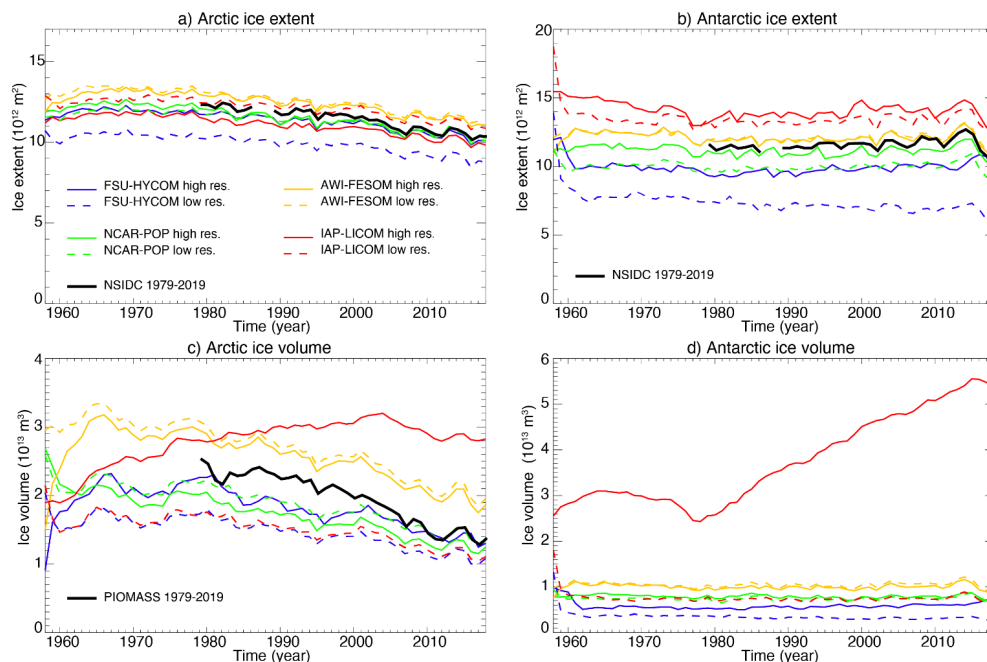 a) Arctic ice extent
Ice extent (10¹² m²)
15
10
5
0
FSU-HYCOM high res.
FSU-HYCOM low res.
AWI-FESOM high res.
AWI-FESOM low res.
NCAR-POP high res.
NCAR-POP low res.
IAP-LICOM high res.
IAP-LICOM low res.
NSIDC 1979-2019
1960 1970 1980 1990 2000 2010
Time (year)
b) Antarctic ice extent
Ice extent (10¹² m²)
20
15
10
5
0
NSIDC 1979-2019
1960 1970 1980 1990 2000 2010
Time (year)
c) Arctic ice volume
Ice volume (10¹³ m³)
4
3
2
1
0
PIOMASS 1979-2019
1960 1970 1980 1990 2000 2010
Time (year)
d) Antarctic ice volume
Ice volume (10¹³ m³)
6
5
4
3
2
1
0
1960 1970 1980 1990 2000 2010
Time (year)